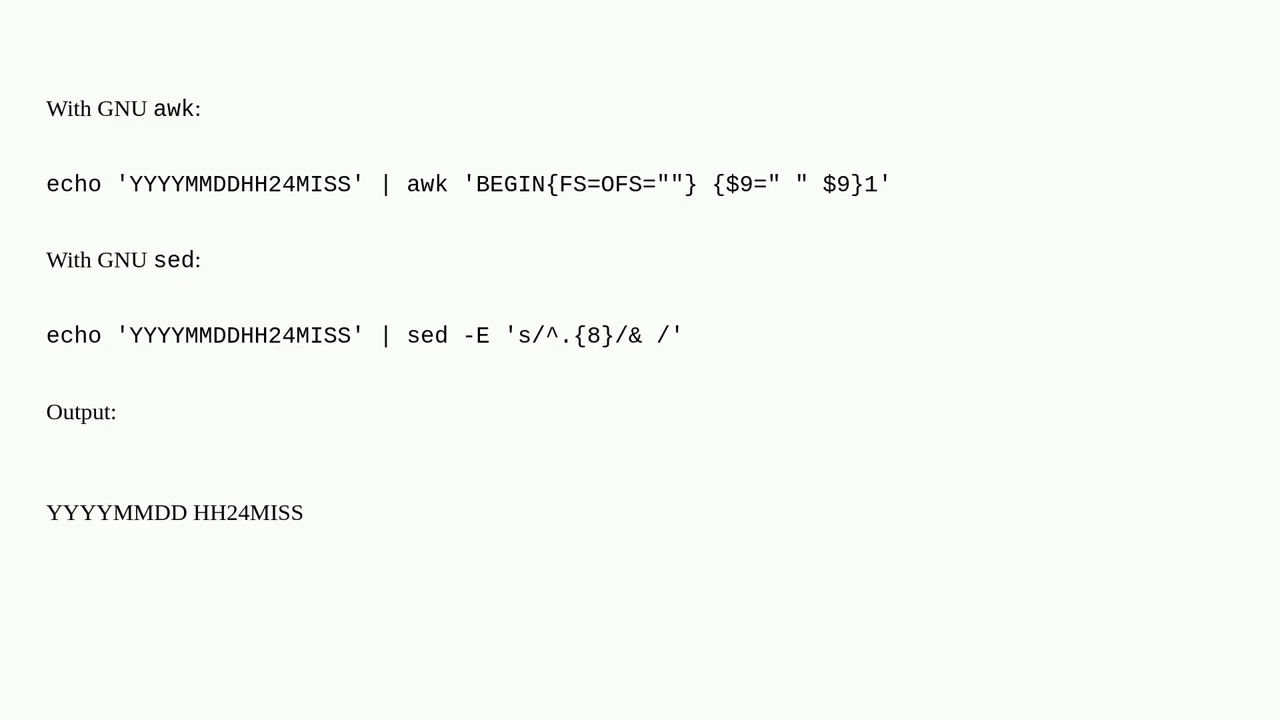 With GNU awk:
echo 'YYYYMMDDHH24MISS' | awk 'BEGIN{FS=OFS=""} {$9=" " $9}1'
With GNU sed:
echo 'YYYYMMDDHH24MISS' | sed -E 's/^.{8}/& /'
Output:
YYYYMMDD HH24MISS